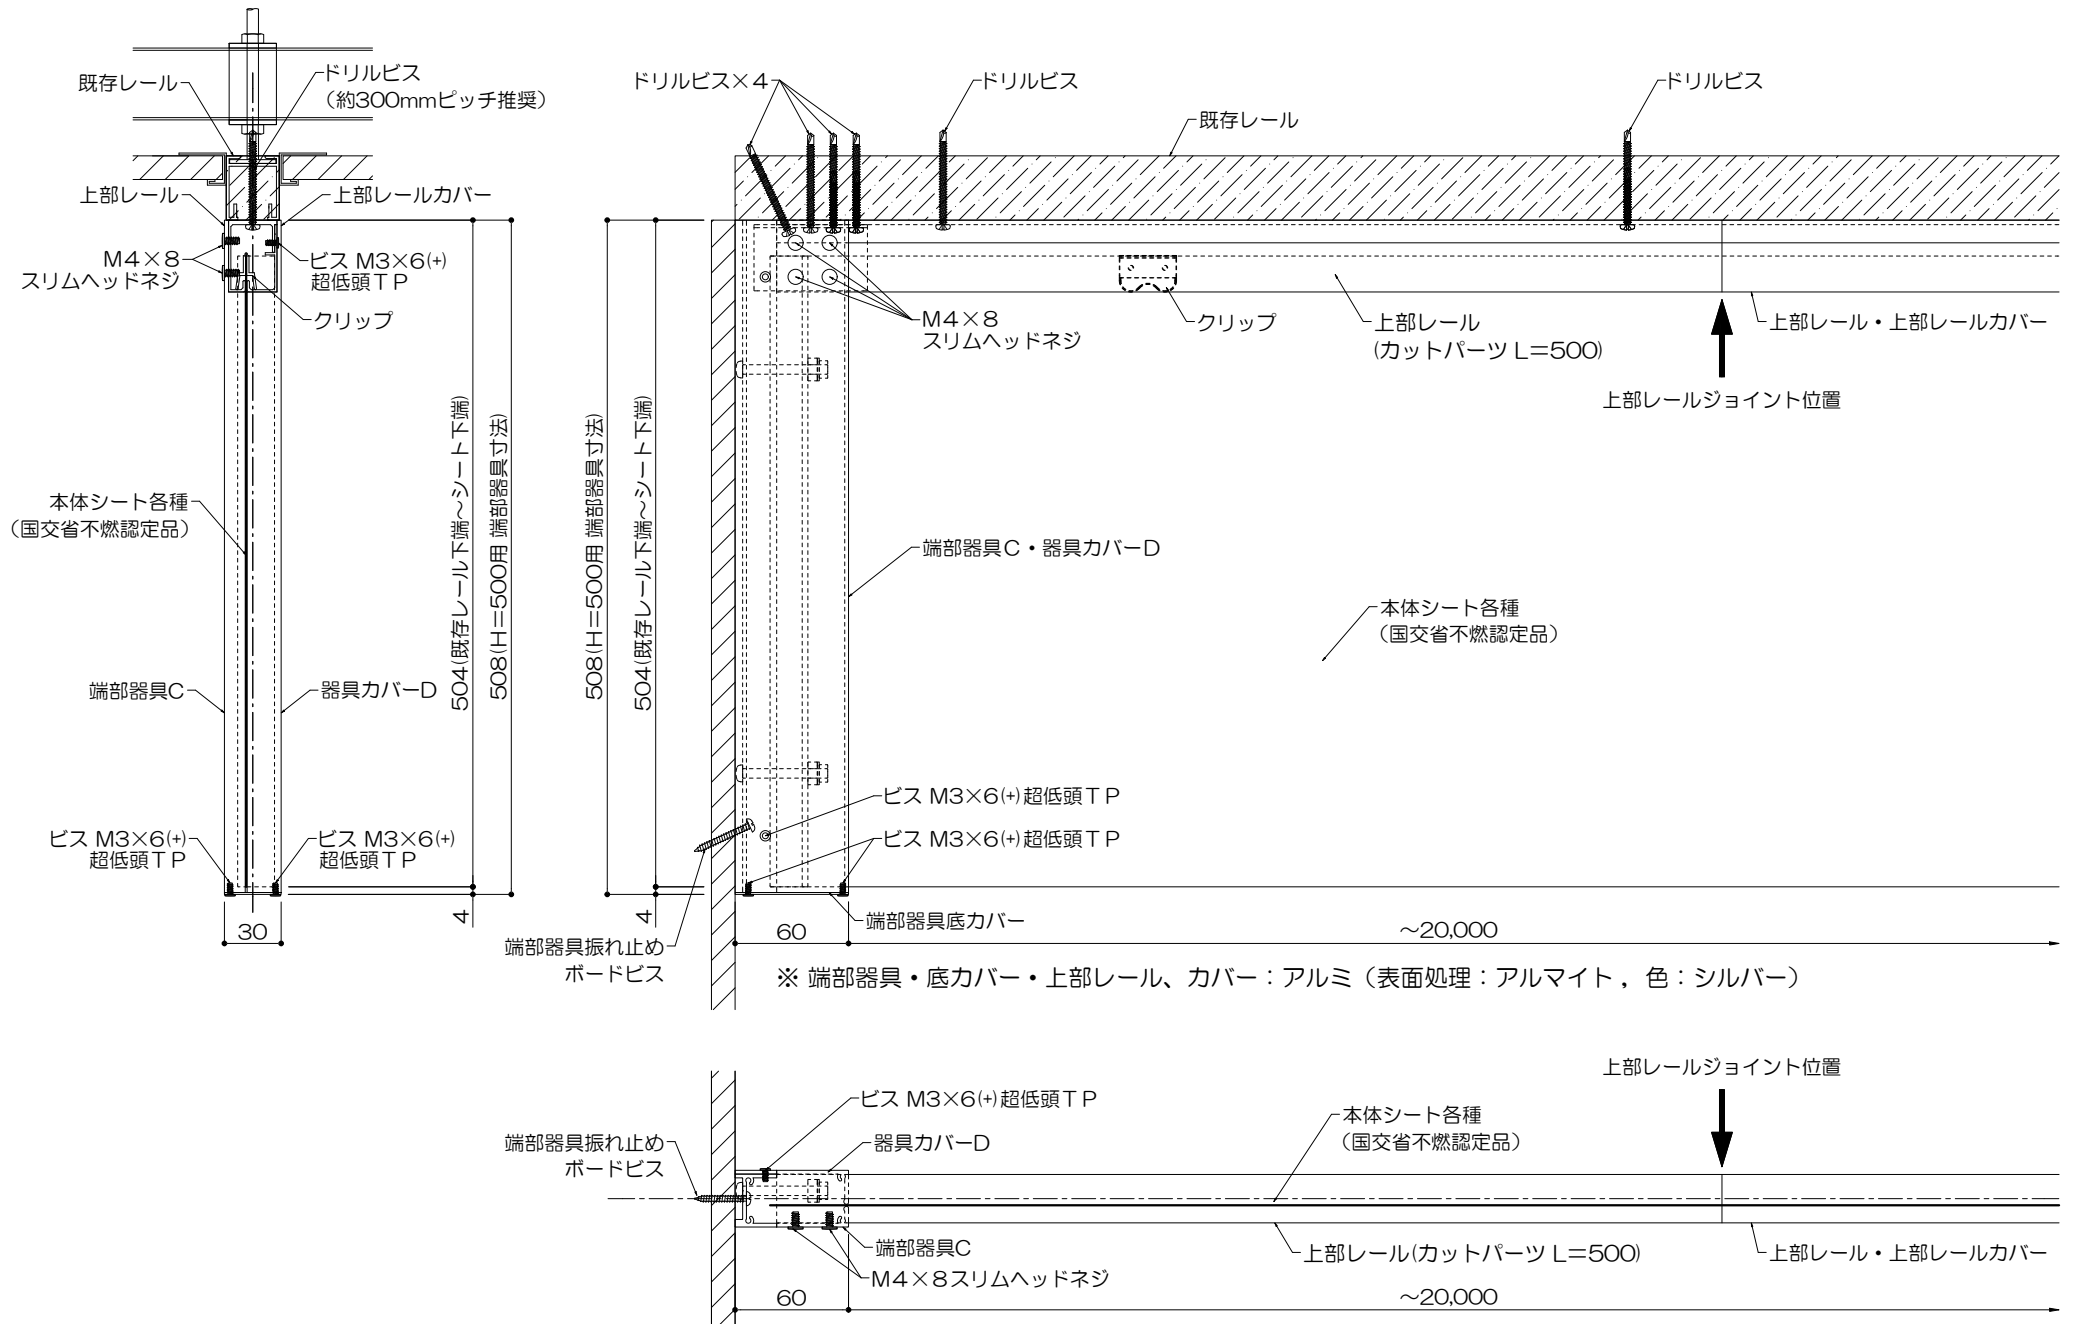 既存レール
ドリルビス
（約300mmピッチ推奨）
上部レール
上部レールカバー
M4×8
スリムヘッドネジ
ビス M3×6(+)
超低頭TP
クリップ
本体シート各種
（国交省不燃認定品）
端部器具C
器具カバーD
ビス M3×6(+)
超低頭TP
ビス M3×6(+)
超低頭TP
504(既存レール下端～シート下端)
508(H=500用 端部器具寸法)
4
30
ドリルビス×4
ドリルビス
既存レール
ドリルビス
M4×8
スリムヘッドネジ
クリップ
上部レール
(カットパーツ L=500)
上部レール・上部レールカバー
上部レールジョイント位置
508(H=500用 端部器具寸法)
504(既存レール下端～シート下端)
4
端部器具C・器具カバーD
本体シート各種
（国交省不燃認定品）
ビス M3×6(+)超低頭TP
ビス M3×6(+)超低頭TP
端部器具底カバー
端部器具振れ止め
ボードビス
60
～20,000
※ 端部器具・底カバー・上部レール、カバー：アルミ（表面処理：アルマイト，色：シルバー）
上部レールジョイント位置
ビス M3×6(+)超低頭TP
器具カバーD
本体シート各種
（国交省不燃認定品）
端部器具振れ止め
ボードビス
端部器具C
M4×8スリムヘッドネジ
上部レール(カットパーツ L=500)
上部レール・上部レールカバー
60
～20,000